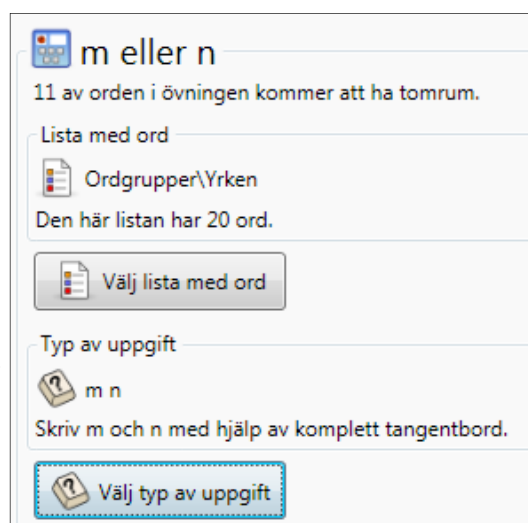 m eller n
11 av orden i övningen kommer att ha tomrum.
Lista med ord
Ordgrupper\Yrken
Den här listan har 20 ord.
Välj lista med ord
Typ av uppgift
m n
Skriv m och n med hjälp av komplett tangentbord.
Välj typ av uppgift